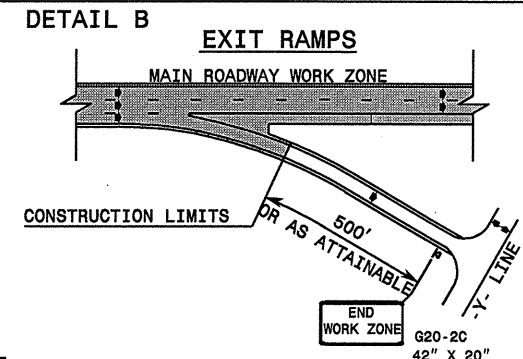 DETAIL B
EXIT RAMPS
MAIN ROADWAY WORK ZONE
CONSTRUCTION LIMITS
500'
OR AS ATTAINABLE
-Y- LINE
END
WORK ZONE
G20-2C
42" X 20"